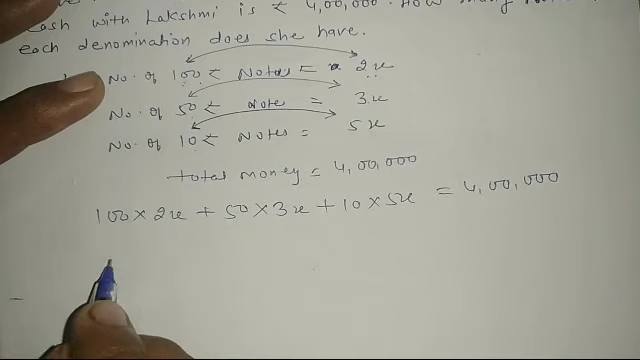 Cash with Lakshmi is ₹ 4,00,000. How many
each denomination does she have.
No. of 100 ₹ Notes = 2x
No. of 50 ₹ Note = 3x
No. of 10 ₹ Notes = 5x
total money = 4,00,000
100 × 2x + 50 × 3x + 10 × 5x = 4,00,000